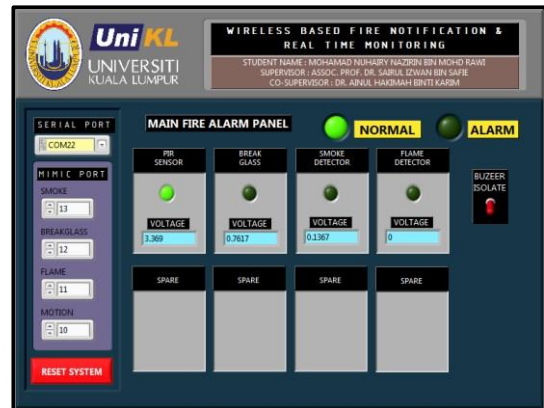 Uni KL
UNIVERSITI
KUALA LUMPUR
WIRELESS BASED FIRE NOTIFICATION &
REAL TIME MONITORING
STUDENT NAME : MOHAMAD NUHAIRY NAZIRIN BIN MOHD RAWI
SUPERVISOR : ASSOC. PROF. DR. SAIRUL IZWAN BIN SAFIE
CO-SUPERVISOR : DR. AINUL HAKIMAH BINTI KARIM
SERIAL PORT
COM22
MIMIC PORT
SMOKE
13
BREAKGLASS
12
FLAME
11
MOTION
10
RESET SYSTEM
MAIN FIRE ALARM PANEL
NORMAL
ALARM
PIR
SENSOR
VOLTAGE
3.369
BREAK
GLASS
VOLTAGE
0.7617
SMOKE
DETECTOR
VOLTAGE
0.1367
FLAME
DETECTOR
VOLTAGE
0
BUZEER
ISOLATE
SPARE
SPARE
SPARE
SPARE